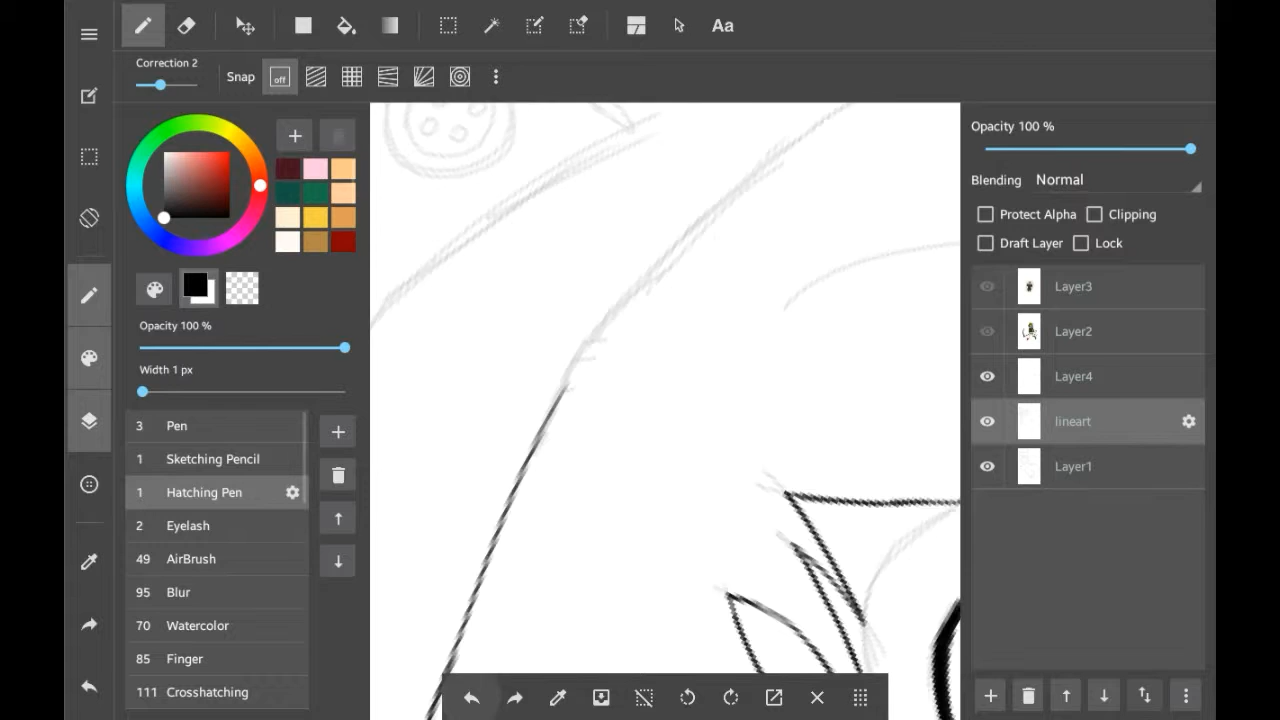 Aa
Correction 2
Snap
off
Opacity 100 %
Blending Normal
Protect Alpha
Clipping
Draft Layer
Lock
Layer3
Layer2
Layer4
lineart
Layer1
Opacity 100 %
Width 1 px
3 Pen
1 Sketching Pencil
1 Hatching Pen
2 Eyelash
49 AirBrush
95 Blur
70 Watercolor
85 Finger
111 Crosshatching